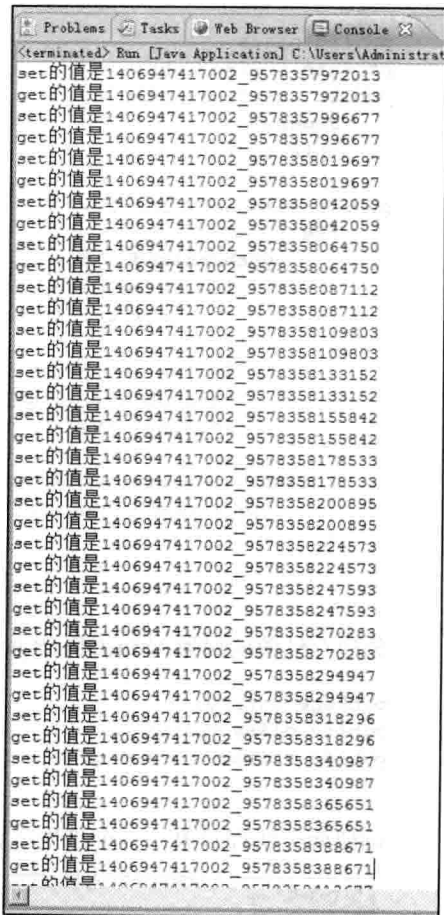 Problems Tasks Web Browser Console
<terminated> Run [Java Application] C:\Users\Administrat
set的值是1406947417002_9578357972013
get的值是1406947417002_9578357972013
set的值是1406947417002_9578357996677
get的值是1406947417002_9578357996677
set的值是1406947417002_9578358019697
get的值是1406947417002_9578358019697
set的值是1406947417002_9578358042059
get的值是1406947417002_9578358042059
set的值是1406947417002_9578358064750
get的值是1406947417002_9578358064750
set的值是1406947417002_9578358087112
get的值是1406947417002_9578358087112
set的值是1406947417002_9578358109803
get的值是1406947417002_9578358109803
set的值是1406947417002_9578358133152
get的值是1406947417002_9578358133152
set的值是1406947417002_9578358155842
get的值是1406947417002_9578358155842
set的值是1406947417002_9578358178533
get的值是1406947417002_9578358178533
set的值是1406947417002_9578358200895
get的值是1406947417002_9578358200895
set的值是1406947417002_9578358224573
get的值是1406947417002_9578358224573
set的值是1406947417002_9578358247593
get的值是1406947417002_9578358247593
set的值是1406947417002_9578358270283
get的值是1406947417002_9578358270283
set的值是1406947417002_9578358294947
get的值是1406947417002_9578358294947
set的值是1406947417002_9578358318296
get的值是1406947417002_9578358318296
set的值是1406947417002_9578358340987
get的值是1406947417002_9578358340987
set的值是1406947417002_9578358365651
get的值是1406947417002_9578358365651
set的值是1406947417002_9578358388671
get的值是1406947417002_9578358388671